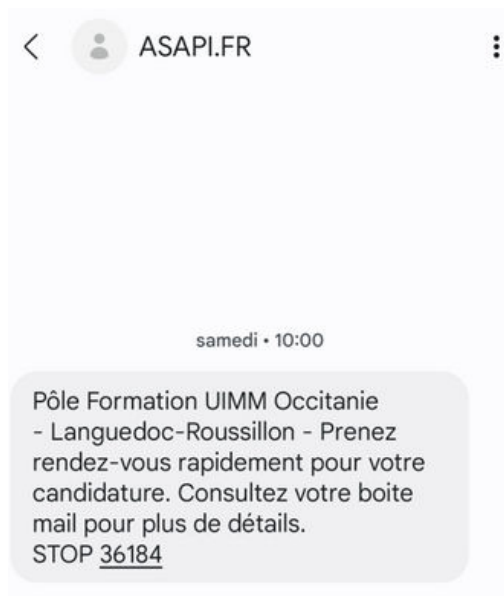 ASAPI.FR
samedi • 10:00
Pôle Formation UIMM Occitanie
- Languedoc-Roussillon - Prenez
rendez-vous rapidement pour votre
candidature. Consultez votre boite
mail pour plus de détails.
STOP 36184